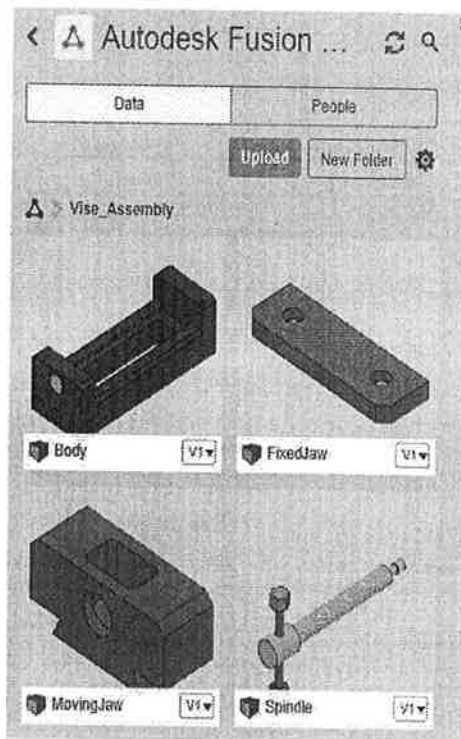 Autodesk Fusion ...
Data People
Upload New Folder
Vise_Assembly
Body V1
FixedJaw V1
MovingJaw V1
Spindle V1